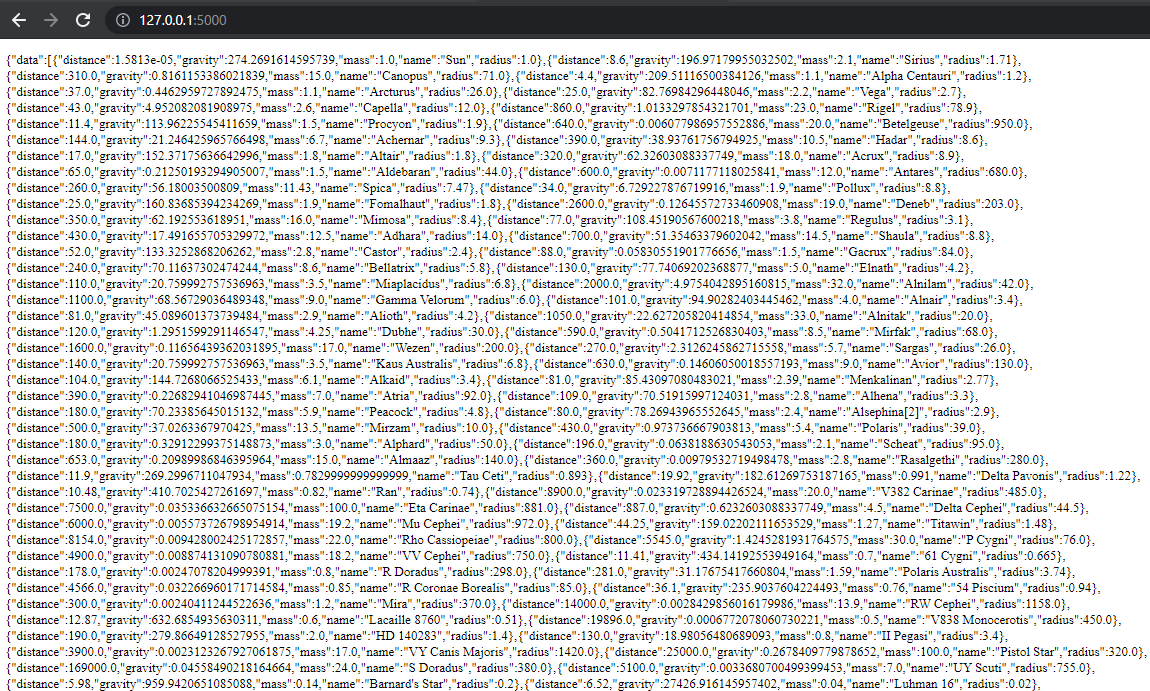 127.0.0.1:5000
{"data":[{"distance":1.5813e-05,"gravity":274.2691614595739,"mass":1.0,"name":"Sun","radius":1.0},{"distance":8.6,"gravity":196.97179955032502,"mass":2.1,"name":"Sirius","radius":1.71},
{"distance":310.0,"gravity":0.8161153386021839,"mass":15.0,"name":"Canopus","radius":71.0},{"distance":4.4,"gravity":209.51116500384126,"mass":1.1,"name":"Alpha Centauri","radius":1.2},
{"distance":37.0,"gravity":0.4462959727892475,"mass":1.1,"name":"Arcturus","radius":26.0},{"distance":25.0,"gravity":82.76984296448046,"mass":2.2,"name":"Vega","radius":2.7},
{"distance":43.0,"gravity":4.952082081908975,"mass":2.6,"name":"Capella","radius":12.0},{"distance":860.0,"gravity":1.0133297854321701,"mass":23.0,"name":"Rigel","radius":78.9},
{"distance":11.4,"gravity":113.96225545411659,"mass":1.5,"name":"Procyon","radius":1.9},{"distance":640.0,"gravity":0.006077986957552886,"mass":20.0,"name":"Betelgeuse","radius":950.0},
{"distance":144.0,"gravity":21.246425965766498,"mass":6.7,"name":"Achernar","radius":9.3},{"distance":390.0,"gravity":38.93761756794925,"mass":10.5,"name":"Hadar","radius":8.6},
{"distance":17.0,"gravity":152.37175636642996,"mass":1.8,"name":"Altair","radius":1.8},{"distance":320.0,"gravity":62.32603088337749,"mass":18.0,"name":"Acrux","radius":8.9},
{"distance":65.0,"gravity":0.21250193294905007,"mass":1.5,"name":"Aldebaran","radius":44.0},{"distance":600.0,"gravity":0.0071177118025841,"mass":12.0,"name":"Antares","radius":680.0},
{"distance":260.0,"gravity":56.18003500809,"mass":11.43,"name":"Spica","radius":7.47},{"distance":34.0,"gravity":6.729227876719916,"mass":1.9,"name":"Pollux","radius":8.8},
{"distance":25.0,"gravity":160.83685394234269,"mass":1.9,"name":"Fomalhaut","radius":1.8},{"distance":2600.0,"gravity":0.12645572733460908,"mass":19.0,"name":"Deneb","radius":203.0},
{"distance":350.0,"gravity":62.192553618951,"mass":16.0,"name":"Mimosa","radius":8.4},{"distance":77.0,"gravity":108.45190567600218,"mass":3.8,"name":"Regulus","radius":3.1},
{"distance":430.0,"gravity":17.491655705329972,"mass":12.5,"name":"Adhara","radius":14.0},{"distance":700.0,"gravity":51.35463379602042,"mass":14.5,"name":"Shaula","radius":8.8},
{"distance":52.0,"gravity":133.3252868206262,"mass":2.8,"name":"Castor","radius":2.4},{"distance":88.0,"gravity":0.05830551901776656,"mass":1.5,"name":"Gacrux","radius":84.0},
{"distance":240.0,"gravity":70.11637302474244,"mass":8.6,"name":"Bellatrix","radius":5.8},{"distance":130.0,"gravity":77.74069202368877,"mass":5.0,"name":"Elnath","radius":4.2},
{"distance":110.0,"gravity":20.759992757536963,"mass":3.5,"name":"Miaplacidus","radius":6.8},{"distance":2000.0,"gravity":4.9754042895160815,"mass":32.0,"name":"Alnilam","radius":42.0},
{"distance":1100.0,"gravity":68.56729036489348,"mass":9.0,"name":"Gamma Velorum","radius":6.0},{"distance":101.0,"gravity":94.90282403445462,"mass":4.0,"name":"Alnair","radius":3.4},
{"distance":81.0,"gravity":45.089601373739484,"mass":2.9,"name":"Alioth","radius":4.2},{"distance":1050.0,"gravity":22.627205820414854,"mass":33.0,"name":"Alnitak","radius":20.0},
{"distance":120.0,"gravity":1.2951599291146547,"mass":4.25,"name":"Dubhe","radius":30.0},{"distance":590.0,"gravity":0.5041712526830403,"mass":8.5,"name":"Mirfak","radius":68.0},
{"distance":1600.0,"gravity":0.11656439362031895,"mass":17.0,"name":"Wezen","radius":200.0},{"distance":270.0,"gravity":2.3126245862715558,"mass":5.7,"name":"Sargas","radius":26.0},
{"distance":140.0,"gravity":20.759992757536963,"mass":3.5,"name":"Kaus Australis","radius":6.8},{"distance":630.0,"gravity":0.14606050018557193,"mass":9.0,"name":"Avior","radius":130.0},
{"distance":104.0,"gravity":144.7268066525433,"mass":6.1,"name":"Alkaid","radius":3.4},{"distance":81.0,"gravity":85.43097080483021,"mass":2.39,"name":"Menkalinan","radius":2.77},
{"distance":390.0,"gravity":0.22682941046987445,"mass":7.0,"name":"Atria","radius":92.0},{"distance":109.0,"gravity":70.51915997124031,"mass":2.8,"name":"Alhena","radius":3.3},
{"distance":180.0,"gravity":70.23385645015132,"mass":5.9,"name":"Peacock","radius":4.8},{"distance":80.0,"gravity":78.26943965552645,"mass":2.4,"name":"Alsephina[2]","radius":2.9},
{"distance":500.0,"gravity":37.0263367970425,"mass":13.5,"name":"Mirzam","radius":10.0},{"distance":430.0,"gravity":0.973736667903813,"mass":5.4,"name":"Polaris","radius":39.0},
{"distance":180.0,"gravity":0.32912299375148873,"mass":3.0,"name":"Alphard","radius":50.0},{"distance":196.0,"gravity":0.0638188630543053,"mass":2.1,"name":"Scheat","radius":95.0},
{"distance":653.0,"gravity":0.20989986846395964,"mass":15.0,"name":"Almaaz","radius":140.0},{"distance":360.0,"gravity":0.00979532719498478,"mass":2.8,"name":"Rasalgethi","radius":280.0},
{"distance":11.9,"gravity":269.2996711047934,"mass":0.7829999999999999,"name":"Tau Ceti","radius":0.893},{"distance":19.92,"gravity":182.61269753187165,"mass":0.991,"name":"Delta Pavonis","radius":1.22},
{"distance":10.48,"gravity":410.7025427261697,"mass":0.82,"name":"Ran","radius":0.74},{"distance":8900.0,"gravity":0.023319728894426524,"mass":20.0,"name":"V382 Carinae","radius":485.0},
{"distance":7500.0,"gravity":0.035336632665075154,"mass":100.0,"name":"Eta Carinae","radius":881.0},{"distance":887.0,"gravity":0.6232603088337749,"mass":4.5,"name":"Delta Cephei","radius":44.5},
{"distance":6000.0,"gravity":0.005573726798954914,"mass":19.2,"name":"Mu Cephei","radius":972.0},{"distance":44.25,"gravity":159.02202111653529,"mass":1.27,"name":"Titawin","radius":1.48},
{"distance":8154.0,"gravity":0.009428002425172857,"mass":22.0,"name":"Rho Cassiopeiae","radius":800.0},{"distance":5545.0,"gravity":1.4245281931764575,"mass":30.0,"name":"P Cygni","radius":76.0},
{"distance":4900.0,"gravity":0.008874131090780881,"mass":18.2,"name":"VV Cephei","radius":750.0},{"distance":11.41,"gravity":434.14192553949164,"mass":0.7,"name":"61 Cygni","radius":0.665},
{"distance":178.0,"gravity":0.00247078204999391,"mass":0.8,"name":"R Doradus","radius":298.0},{"distance":281.0,"gravity":31.17675417660804,"mass":1.59,"name":"Polaris Australis","radius":3.74},
{"distance":4566.0,"gravity":0.032266960171714584,"mass":0.85,"name":"R Coronae Borealis","radius":85.0},{"distance":36.1,"gravity":235.9037604224493,"mass":0.76,"name":"54 Piscium","radius":0.94},
{"distance":300.0,"gravity":0.00240411244522636,"mass":1.2,"name":"Mira","radius":370.0},{"distance":14000.0,"gravity":0.0028429856016179986,"mass":13.9,"name":"RW Cephei","radius":1158.0},
{"distance":12.87,"gravity":632.6854935630311,"mass":0.6,"name":"Lacaille 8760","radius":0.51},{"distance":19896.0,"gravity":0.0006772078060730221,"mass":0.5,"name":"V838 Monocerotis","radius":450.0},
{"distance":190.0,"gravity":279.86649128527955,"mass":2.0,"name":"HD 140283","radius":1.4},{"distance":130.0,"gravity":18.98056480689093,"mass":0.8,"name":"II Pegasi","radius":3.4},
{"distance":3900.0,"gravity":0.0023123267927061875,"mass":17.0,"name":"VY Canis Majoris","radius":1420.0},{"distance":25000.0,"gravity":0.2678409779878652,"mass":100.0,"name":"Pistol Star","radius":320.0},
{"distance":169000.0,"gravity":0.04558490218164664,"mass":24.0,"name":"S Doradus","radius":380.0},{"distance":5100.0,"gravity":0.0033680700499399453,"mass":7.0,"name":"UY Scuti","radius":755.0},
{"distance":5.98,"gravity":959.9420651085088,"mass":0.14,"name":"Barnard's Star","radius":0.2},{"distance":6.52,"gravity":27426.916145957402,"mass":0.04,"name":"Luhman 16","radius":0.02},